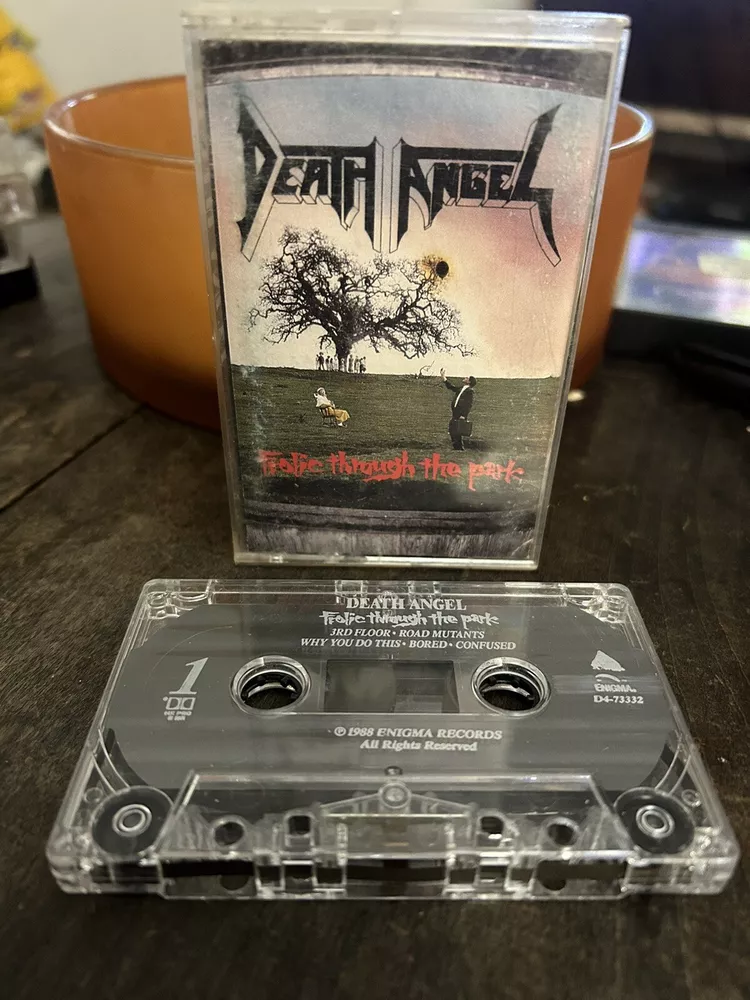 DEATH ANGEL
Frolic through the park
DEATH ANGEL
Frolic through the park
3RD FLOOR • ROAD MUTANTS
WHY YOU DO THIS • BORED • CONFUSED
1
ENIGMA.
D4-73332
℗ 1988 ENIGMA RECORDS
All Rights Reserved